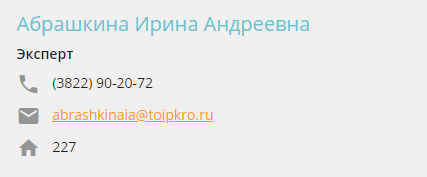 Абрашкина Ирина Андреевна
Эксперт
(3822) 90-20-72
abrashkinaia@toipkro.ru
227